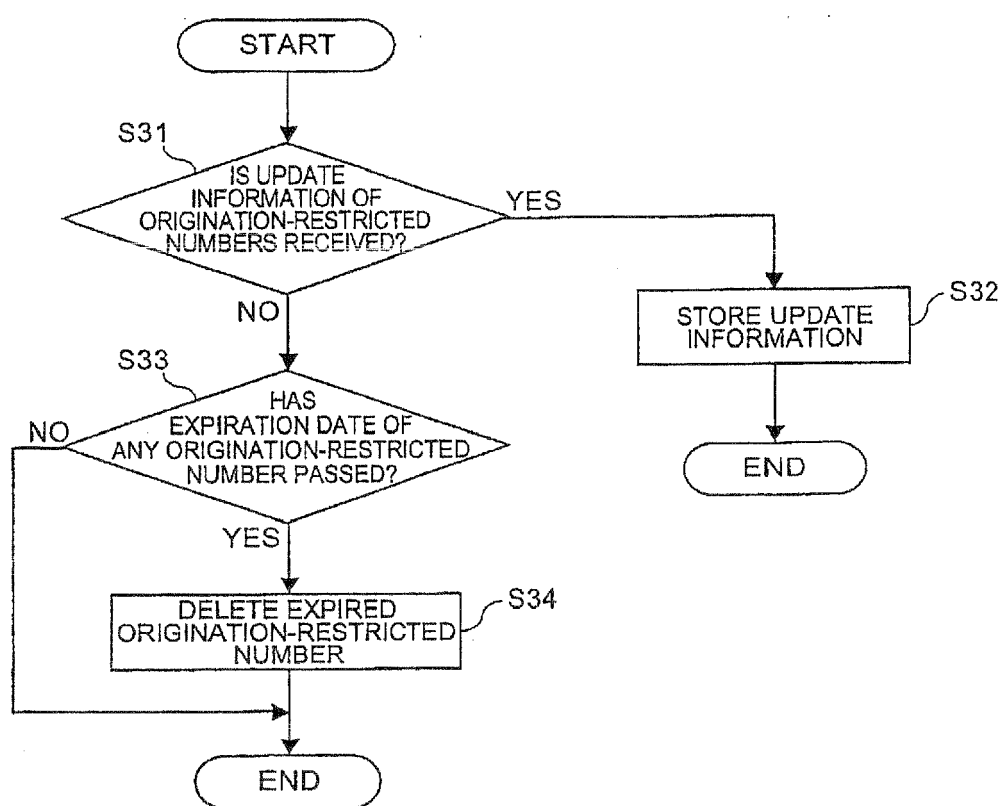 START
S31
IS UPDATE
INFORMATION OF
ORIGINATION-RESTRICTED
NUMBERS RECEIVED?
YES
NO
S32
STORE UPDATE
INFORMATION
END
S33
HAS
EXPIRATION DATE OF
ANY ORIGINATION-RESTRICTED
NUMBER PASSED?
NO
YES
S34
DELETE EXPIRED
ORIGINATION-RESTRICTED
NUMBER
END